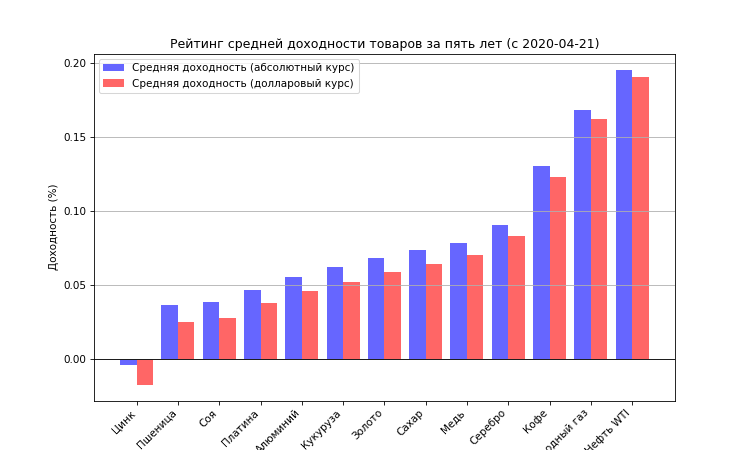 Рейтинг средней доходности товаров за пять лет (с 2020-04-21)
Средняя доходность (абсолютный курс)
Средняя доходность (долларовый курс)
Доходность (%)
0.20
0.15
0.10
0.05
0.00
Цинк
Пшеница
Соя
Платина
Алюминий
Кукуруза
Золото
Сахар
Медь
Серебро
Кофе
газ
Нефть WTI